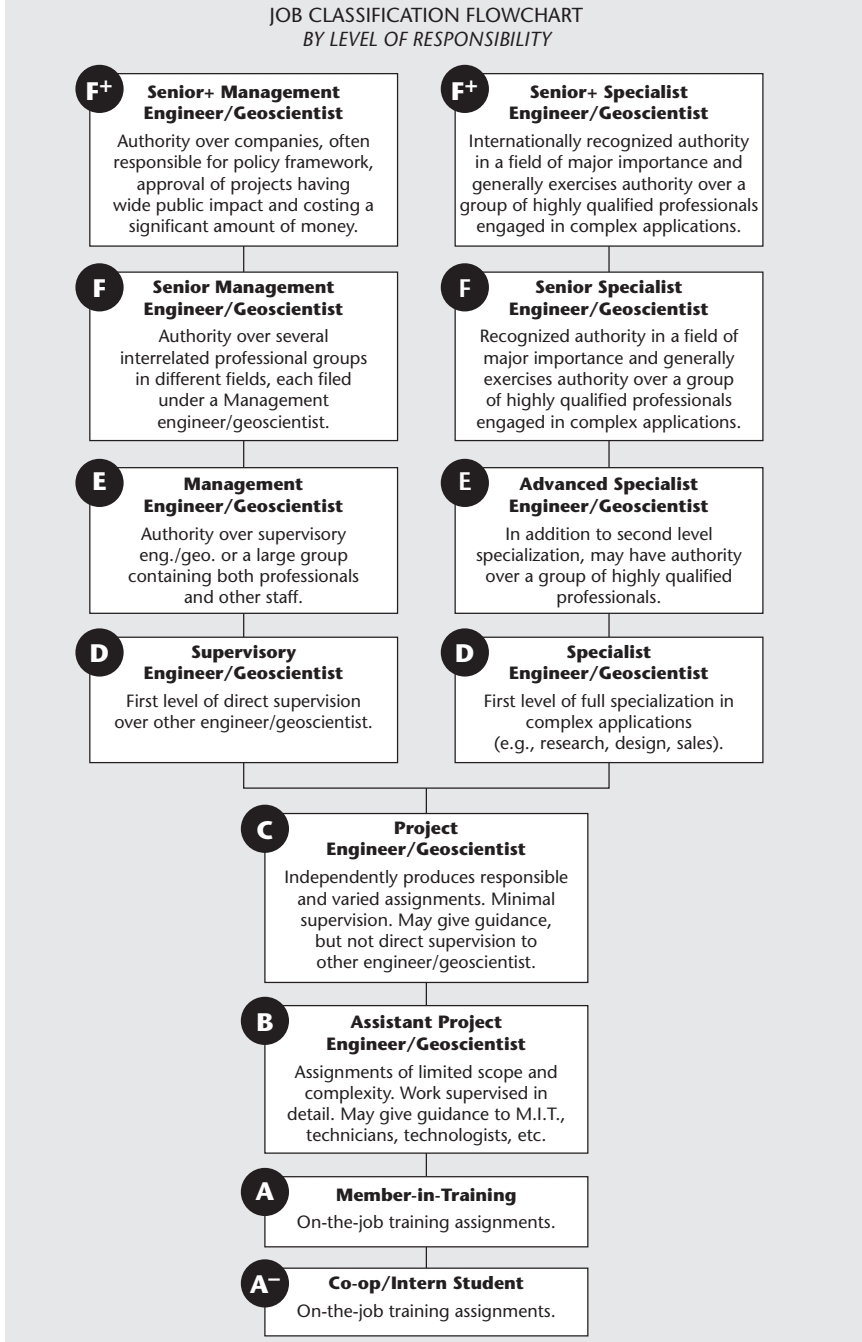 JOB CLASSIFICATION FLOWCHART
BY LEVEL OF RESPONSIBILITY
F+
Senior+ Management
Engineer/Geoscientist
Authority over companies, often
responsible for policy framework,
approval of projects having
wide public impact and costing a
significant amount of money.
F+
Senior+ Specialist
Engineer/Geoscientist
Internationally recognized authority
in a field of major importance and
generally exercises authority over a
group of highly qualified professionals
engaged in complex applications.
F
Senior Management
Engineer/Geoscientist
Authority over several
interrelated professional groups
in different fields, each filed
under a Management
engineer/geoscientist.
F
Senior Specialist
Engineer/Geoscientist
Recognized authority in a field of
major importance and generally
exercises authority over a group
of highly qualified professionals
engaged in complex applications.
E
Management
Engineer/Geoscientist
Authority over supervisory
eng./geo. or a large group
containing both professionals
and other staff.
E
Advanced Specialist
Engineer/Geoscientist
In addition to second level
specialization, may have authority
over a group of highly qualified
professionals.
D
Supervisory
Engineer/Geoscientist
First level of direct supervision
over other engineer/geoscientist.
D
Specialist
Engineer/Geoscientist
First level of full specialization in
complex applications
(e.g., research, design, sales).
C
Project
Engineer/Geoscientist
Independently produces responsible
and varied assignments. Minimal
supervision. May give guidance,
but not direct supervision to
other engineer/geoscientist.
B
Assistant Project
Engineer/Geoscientist
Assignments of limited scope and
complexity. Work supervised in
detail. May give guidance to M.I.T.,
technicians, technologists, etc.
A
Member-in-Training
On-the-job training assignments.
A−
Co-op/Intern Student
On-the-job training assignments.